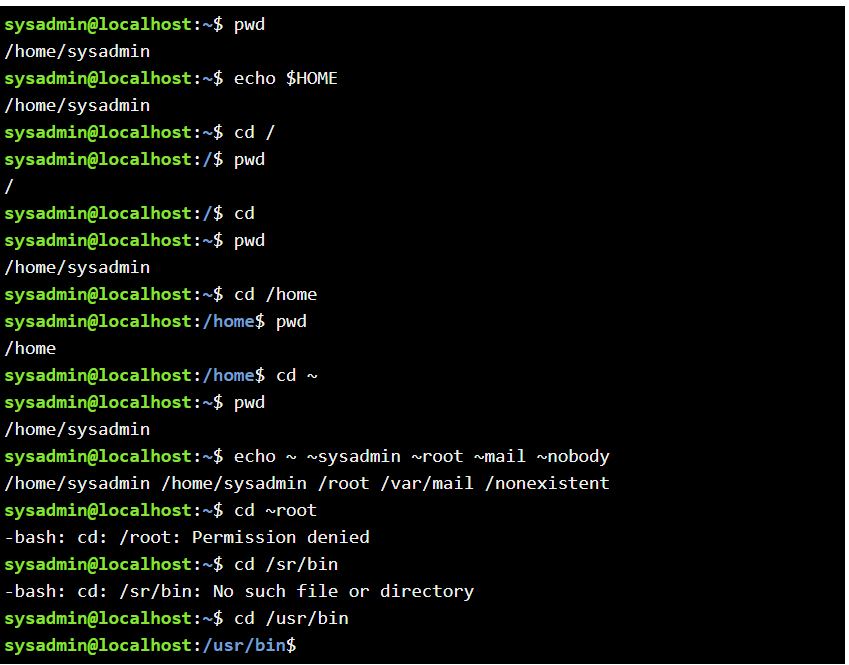 sysadmin@localhost:~$ pwd
/home/sysadmin
sysadmin@localhost:~$ echo $HOME
/home/sysadmin
sysadmin@localhost:~$ cd /
sysadmin@localhost:/$ pwd
/
sysadmin@localhost:/$ cd
sysadmin@localhost:~$ pwd
/home/sysadmin
sysadmin@localhost:~$ cd /home
sysadmin@localhost:/home$ pwd
/home
sysadmin@localhost:/home$ cd ~
sysadmin@localhost:~$ pwd
/home/sysadmin
sysadmin@localhost:~$ echo ~ ~sysadmin ~root ~mail ~nobody
/home/sysadmin /home/sysadmin /root /var/mail /nonexistent
sysadmin@localhost:~$ cd ~root
-bash: cd: /root: Permission denied
sysadmin@localhost:~$ cd /sr/bin
-bash: cd: /sr/bin: No such file or directory
sysadmin@localhost:~$ cd /usr/bin
sysadmin@localhost:/usr/bin$